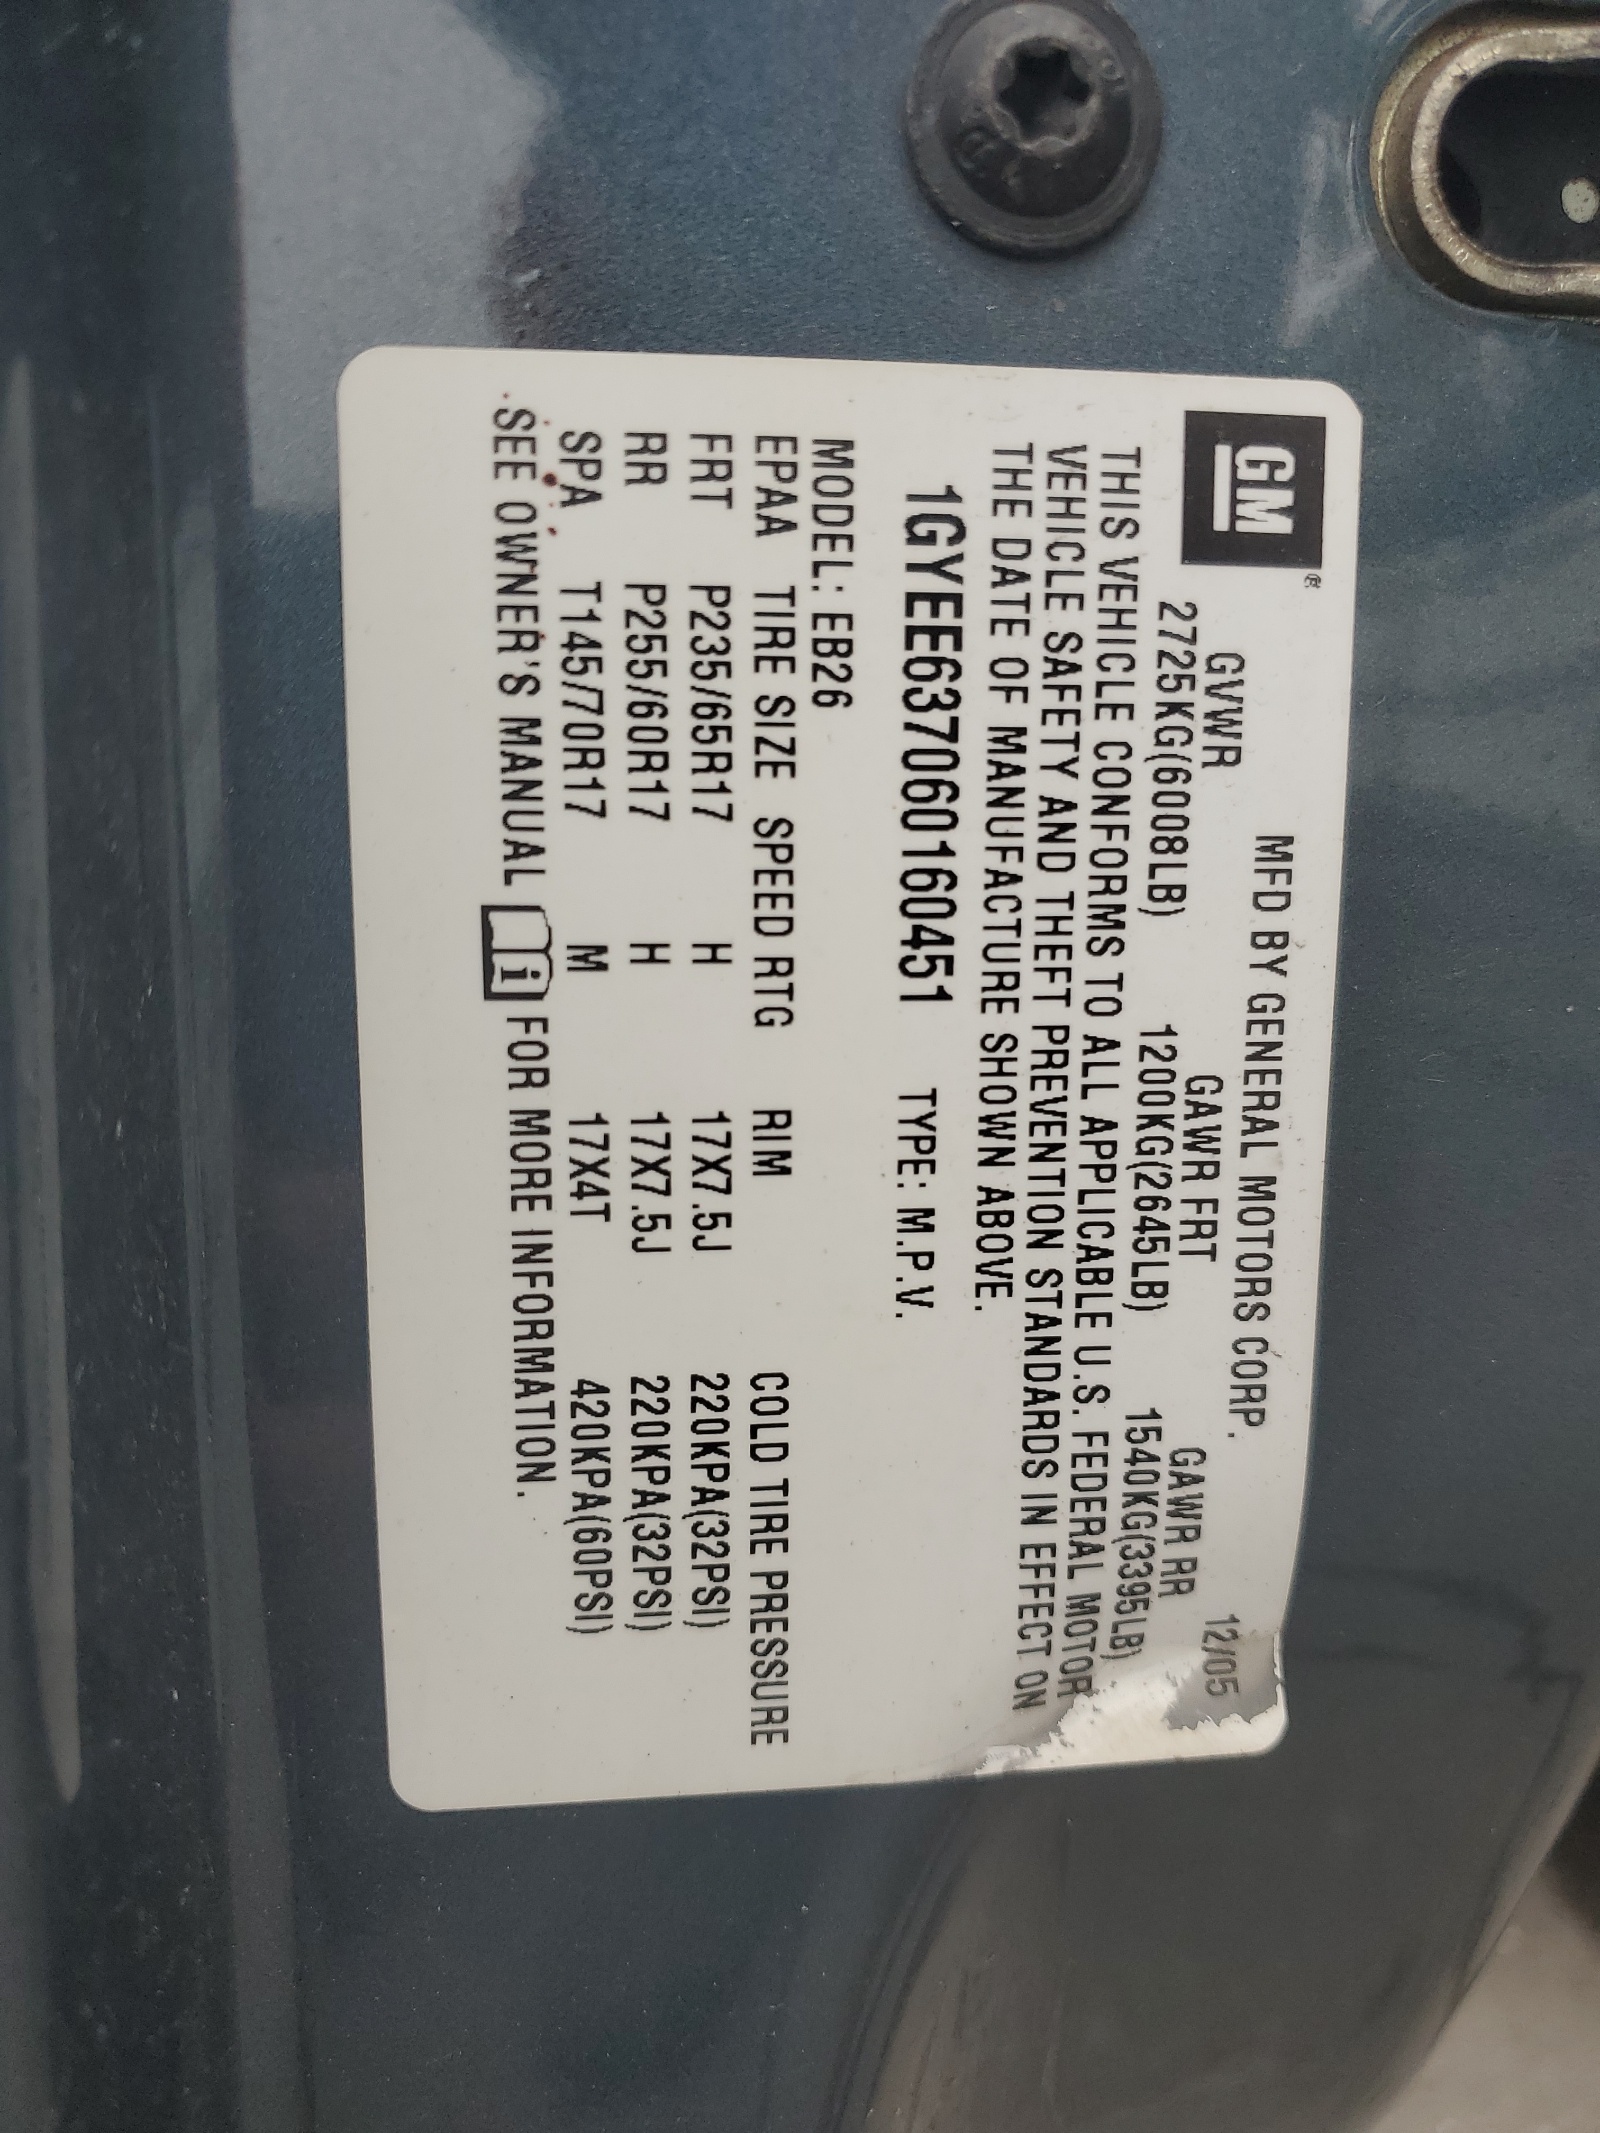 GM®
MFD BY GENERAL MOTORS CORP. 12/05
GVWR GAWR FRT GAWR RR
2725KG(6008LB) 1200KG(2645LB) 1540KG(3395LB)
THIS VEHICLE CONFORMS TO ALL APPLICABLE U.S. FEDERAL MOTOR
VEHICLE SAFETY AND THEFT PREVENTION STANDARDS IN EFFECT ON
THE DATE OF MANUFACTURE SHOWN ABOVE.
1GYEE637060160451 TYPE: M.P.V.
MODEL: EB26
EPAA TIRE SIZE SPEED RTG RIM COLD TIRE PRESSURE
FRT P235/65R17 H 17X7.5J 220KPA(32PSI)
RR P255/60R17 H 17X7.5J 220KPA(32PSI)
SPA T145/70R17 M 17X4T 420KPA(60PSI)
SEE OWNER'S MANUAL i FOR MORE INFORMATION.